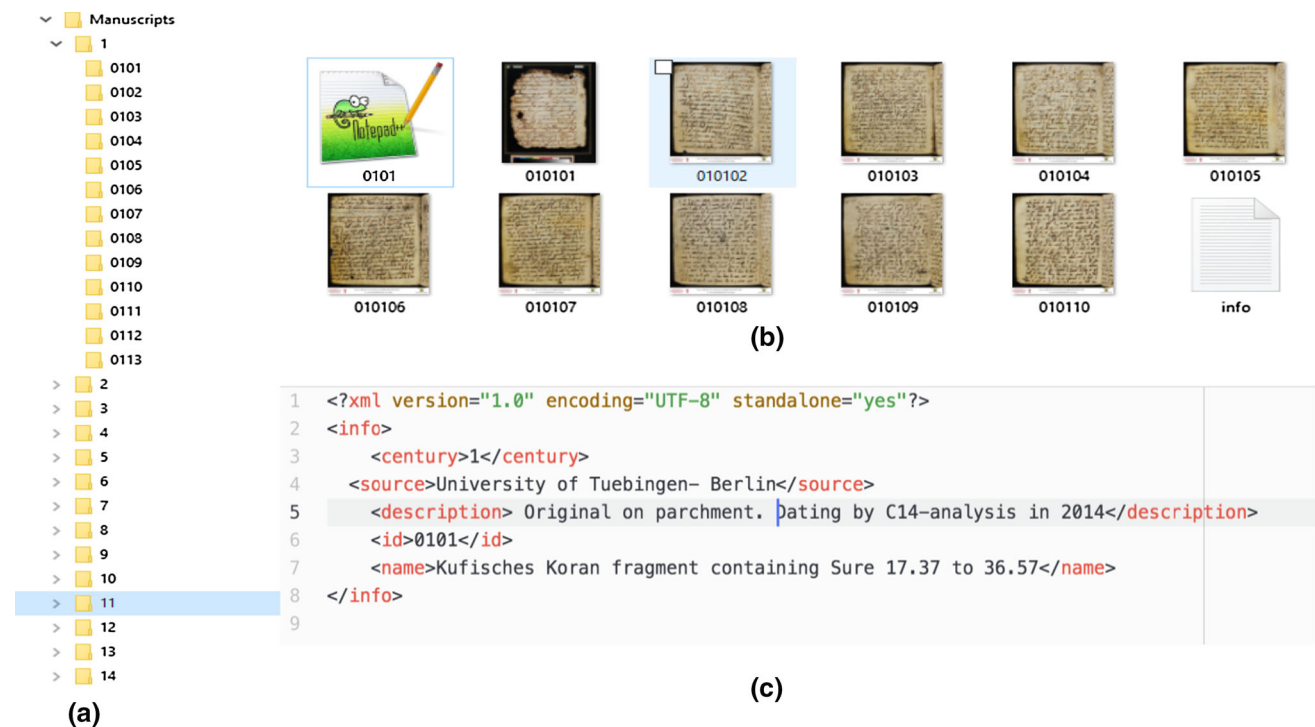 Manuscripts
1
0101
0102
0103
0104
0105
0106
0107
0108
0109
0110
0111
0112
0113
2
3
4
5
6
7
8
9
10
11
12
13
14
(a)
Notepad++
0101 010101 010102 010103 010104 010105
010106 010107 010108 010109 010110 info
(b)
1 <?xml version="1.0" encoding="UTF-8" standalone="yes"?>
2 <info>
3 <century>1</century>
4 <source>University of Tuebingen- Berlin</source>
5 <description> Original on parchment. Dating by C14-analysis in 2014</description>
6 <id>0101</id>
7 <name>Kufisches Koran fragment containing Sure 17.37 to 36.57</name>
8 </info>
9
(c)